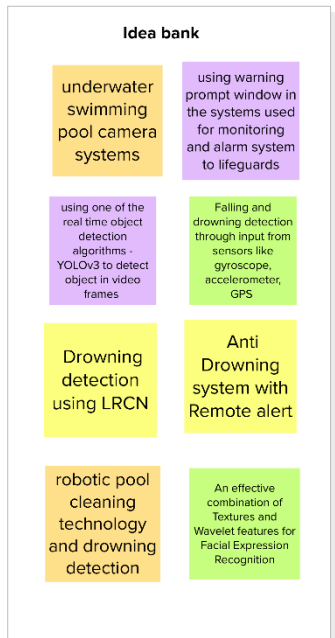 Idea bank
underwater
swimming
pool camera
systems
using warning
prompt window in
the systems used
for monitoring
and alarm system
to lifeguards
using one of the
real time object
detection
algorithms -
YOLOv3 to detect
object in video
frames
Falling and
drowning detection
through input from
sensors like
gyroscope,
accelerometer,
GPS
Drowning
detection
using LRCN
Anti
Drowning
system with
Remote alert
robotic pool
cleaning
technology
and drowning
detection
An effective
combination of
Textures and
Wavelet features for
Facial Expression
Recognition